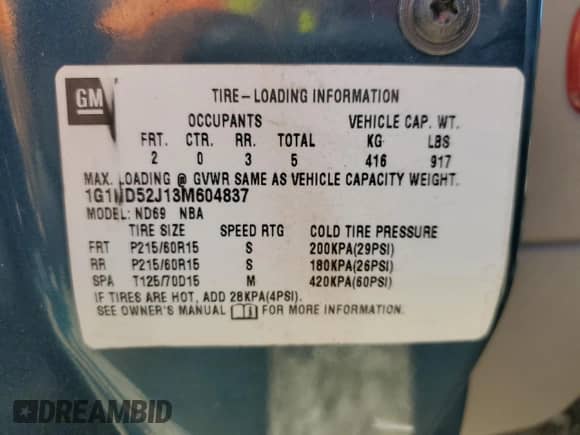 GM
TIRE-LOADING INFORMATION
OCCUPANTS VEHICLE CAP. WT.
FRT. CTR. RR. TOTAL KG LBS
2 0 3 5 416 917
MAX. LOADING @ GVWR SAME AS VEHICLE CAPACITY WEIGHT.
1G1ND52J13M604837
MODEL: ND69 NBA
TIRE SIZE SPEED RTG COLD TIRE PRESSURE
FRT P215/60R15 S 200KPA(29PSI)
RR P215/60R15 S 180KPA(26PSI)
SPA T125/70D15 M 420KPA(60PSI)
IF TIRES ARE HOT, ADD 28KPA(4PSI).
SEE OWNER'S MANUAL FOR MORE INFORMATION.
DREAMBID